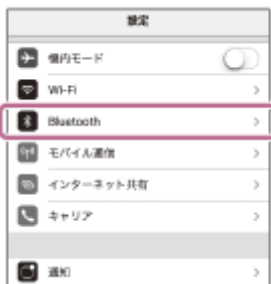 設定
機内モード
Wi-Fi
Bluetooth
モバイル通信
インターネット共有
キャリア
通知